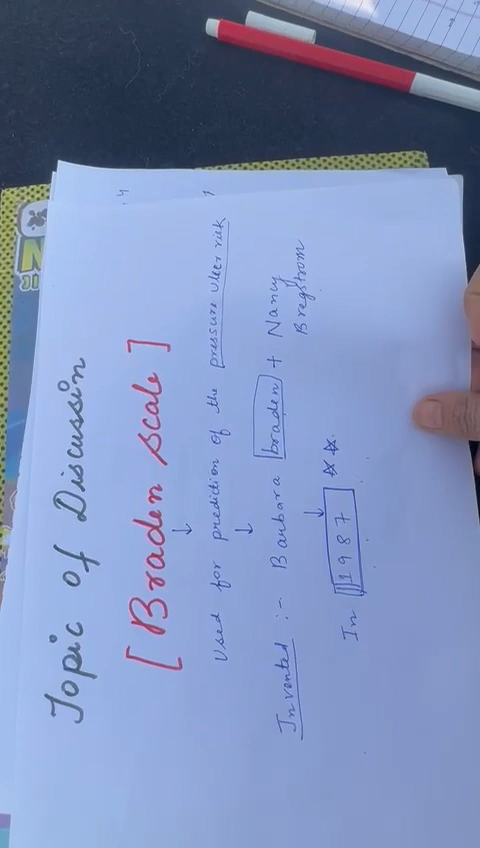 Topic of Discussin
[ Braden scale ]
↓
Used for prediction of the pressure ulcer risk
↓
Invented :- Barbara braden + Nancy
Bregstrom
↓
In 1987 ☆☆